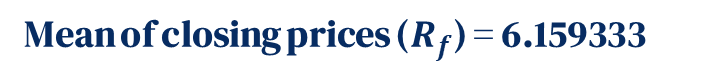 Mean of closing prices (R_f) = 6.159333